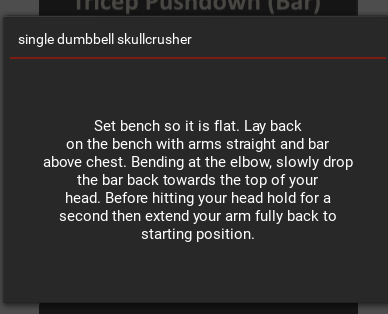 Tricep Pushdown (Bar)
single dumbbell skullcrusher
Set bench so it is flat. Lay back
on the bench with arms straight and bar
above chest. Bending at the elbow, slowly drop
the bar back towards the top of your
head. Before hitting your head hold for a
second then extend your arm fully back to
starting position.